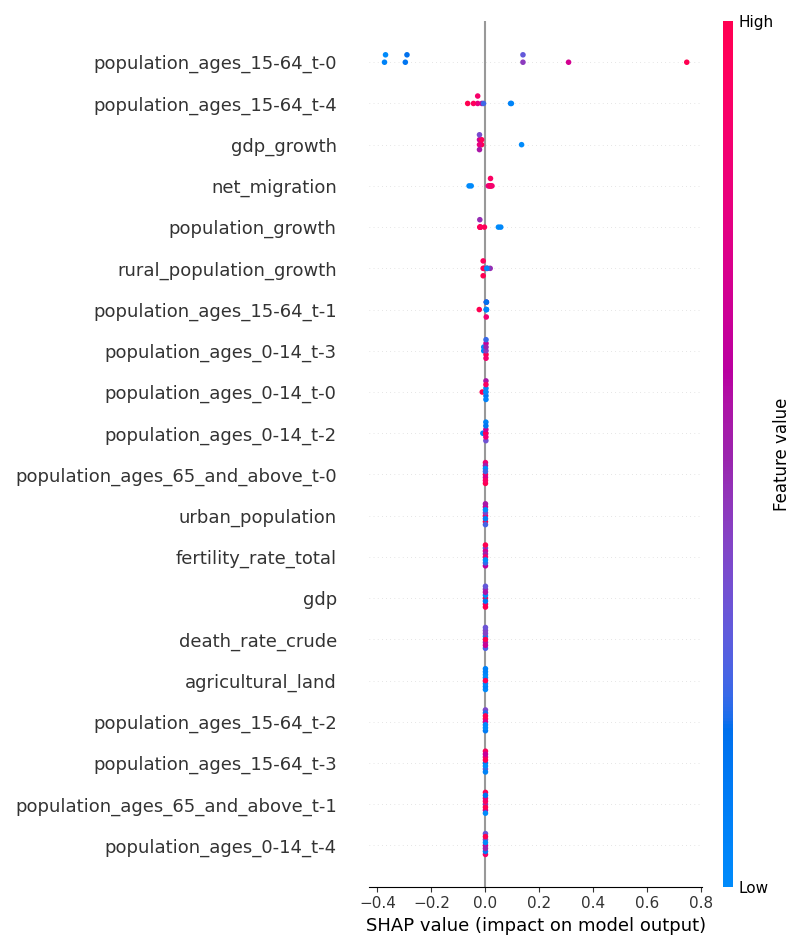 High
population_ages_15-64_t-0
population_ages_15-64_t-4
gdp_growth
net_migration
population_growth
rural_population_growth
population_ages_15-64_t-1
population_ages_0-14_t-3
population_ages_0-14_t-0
population_ages_0-14_t-2
population_ages_65_and_above_t-0
urban_population
fertility_rate_total
gdp
death_rate_crude
agricultural_land
population_ages_15-64_t-2
population_ages_15-64_t-3
population_ages_65_and_above_t-1
population_ages_0-14_t-4
Feature value
Low
−0.4 −0.2 0.0 0.2 0.4 0.6 0.8
SHAP value (impact on model output)